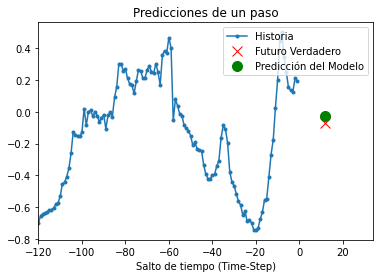 Predicciones de un paso
Historia
Futuro Verdadero
Predicción del Modelo
0.4
0.2
0.0
−0.2
−0.4
−0.6
−0.8
−120 −100 −80 −60 −40 −20 0 20
Salto de tiempo (Time-Step)